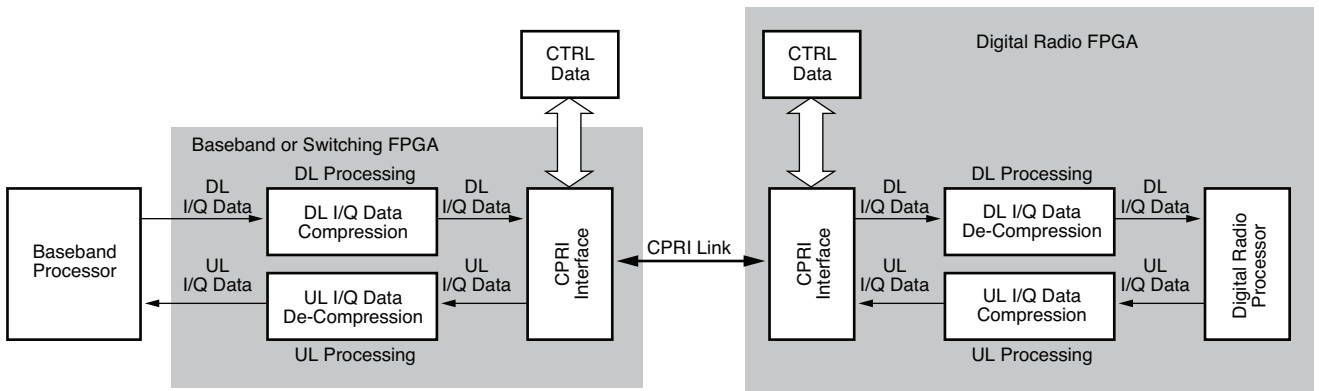 CTRL
Data
CTRL
Data
Digital Radio FPGA
Baseband or Switching FPGA
DL Processing
DL
I/Q Data
DL I/Q Data
Compression
DL
I/Q Data
Baseband
Processor
UL
I/Q Data
UL I/Q Data
De-Compression
UL
I/Q Data
UL Processing
CPRI
Interface
CPRI Link
CPRI
Interface
DL Processing
DL
I/Q Data
DL I/Q Data
De-Compression
DL
I/Q Data
UL
I/Q Data
UL I/Q Data
Compression
UL
I/Q Data
UL Processing
Digital Radio
Processor